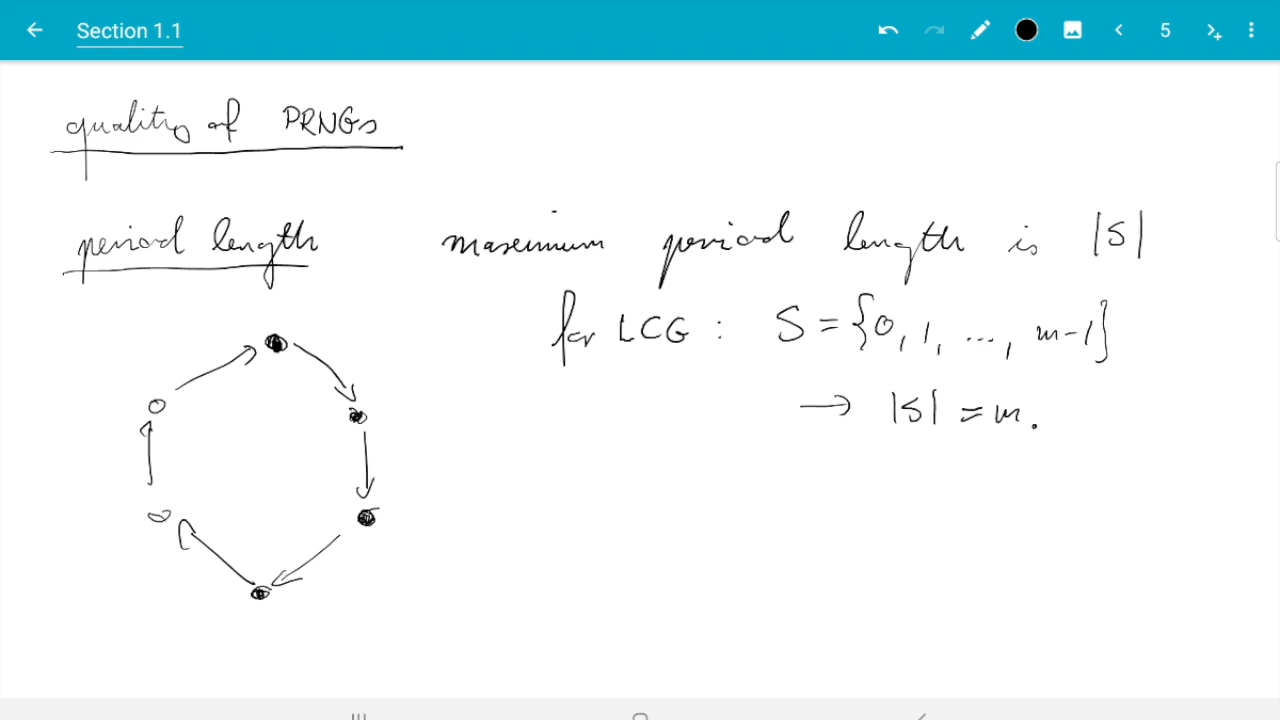 Section 1.1
5
quality of PRNGs
period length
maximum period length is |S|
for LCG : S = {0, 1, ..., m-1}
→ |S| = m.